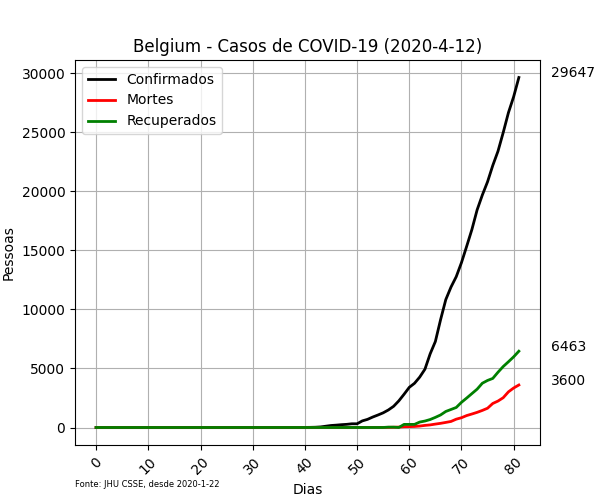 Belgium - Casos de COVID-19 (2020-4-12)
Confirmados
Mortes
Recuperados
30000
25000
20000
15000
10000
5000
0
Pessoas
29647
6463
3600
0
10
20
30
40
50
60
70
80
Dias
Fonte: JHU CSSE, desde 2020-1-22